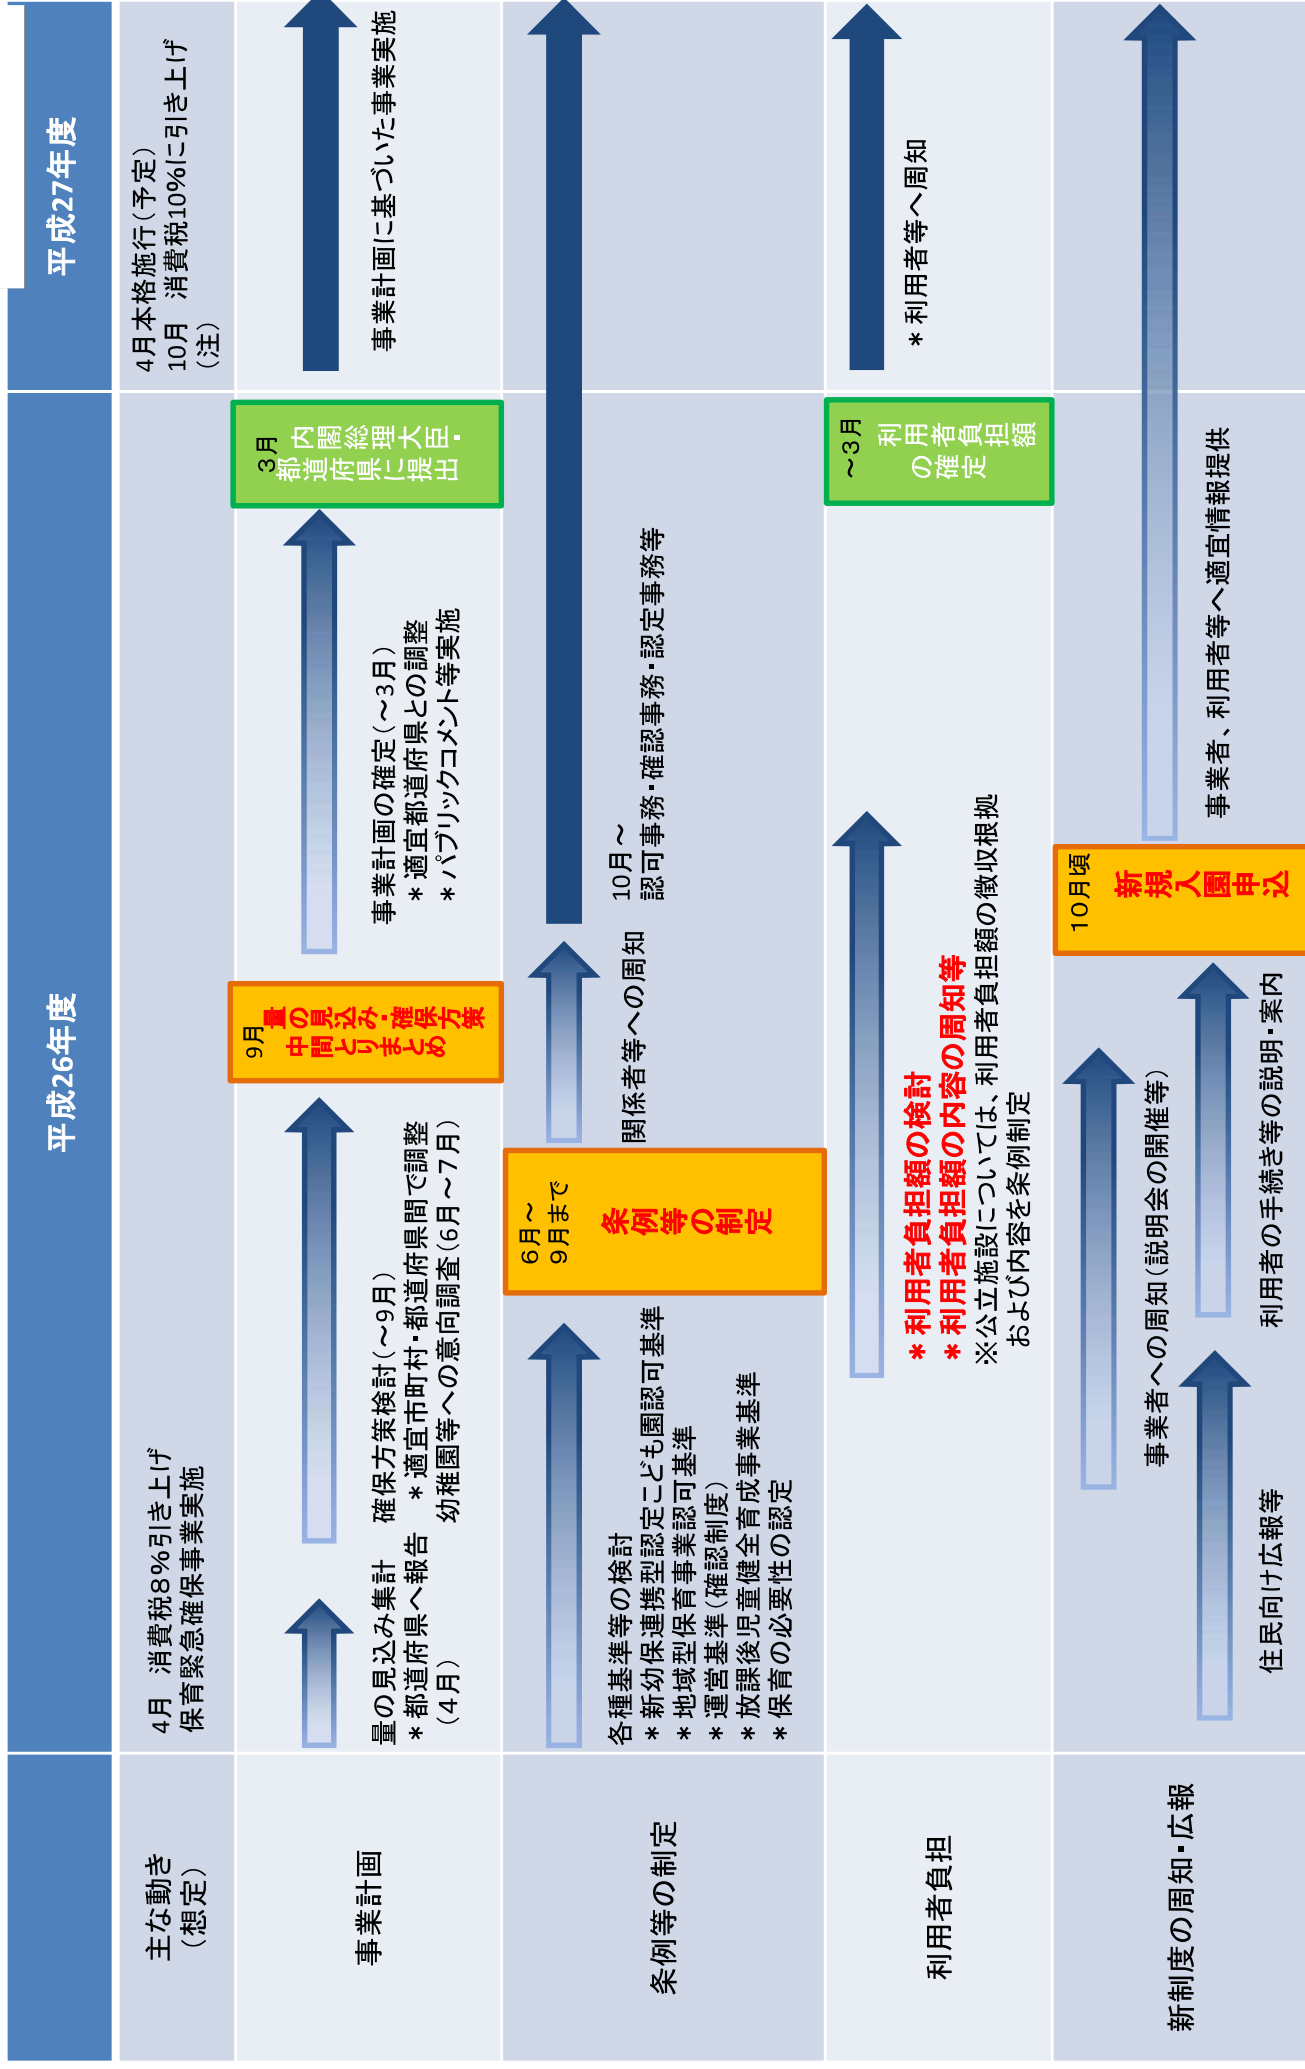 平成26年度
平成27年度
主な動き
（想定）
4月　消費税8%引き上げ
保育緊急確保事業実施
4月本格施行（予定）
10月　消費税10%に引き上げ
（注）
事業計画
量の見込み集計
＊都道府県へ報告
（4月）
確保方策検討（～9月）
＊適宜市町村・都道府県間で調整
幼稚園等への意向調査（6月～7月）
9月
量の見込み・確保方策
中間とりまとめ
事業計画の確定（～3月）
＊適宜都道府県との調整
＊パブリックコメント等実施
3月
内閣総理大臣・
都道府県に提出
事業計画に基づいた事業実施
条例等の制定
各種基準等の検討
＊新幼保連携型認定こども園認可基準
＊地域型保育事業認可基準
＊運営基準（確認制度）
＊放課後児童健全育成事業基準
＊保育の必要性の認定
6月～
9月まで
条例等の制定
関係者等への周知
10月～
認可事務・確認事務・認定事務等
利用者負担
＊利用者負担額の検討
＊利用者負担額の内容の周知等
※公立施設については、利用者負担額の徴収根拠
および内容を条例制定
～3月
利用者負担額
の確定
＊利用者等へ周知
新制度の周知・広報
事業者への周知（説明会の開催等）
住民向け広報等
利用者の手続き等の説明・案内
10月頃
新規入園申込
事業者、利用者等へ適宜情報提供